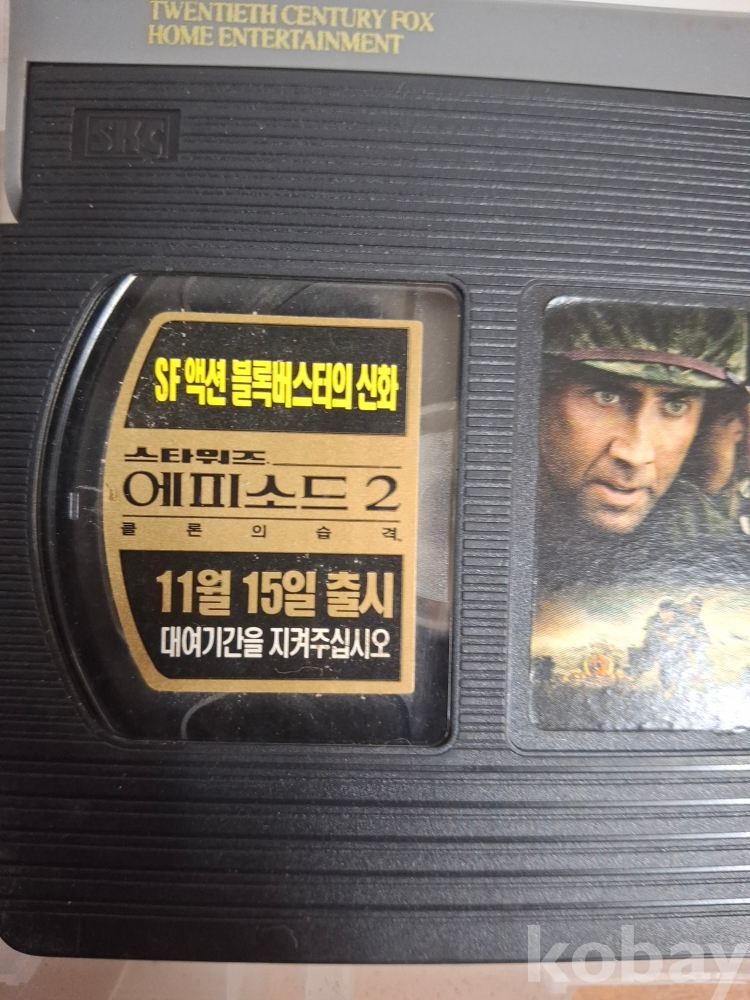 TWENTIETH CENTURY FOX
HOME ENTERTAINMENT
SKC
SF 액션 블록버스터의 신화
스타워즈
에피소드 2
클론의 습격
11월 15일 출시
대여기간을 지켜주십시오
kobay